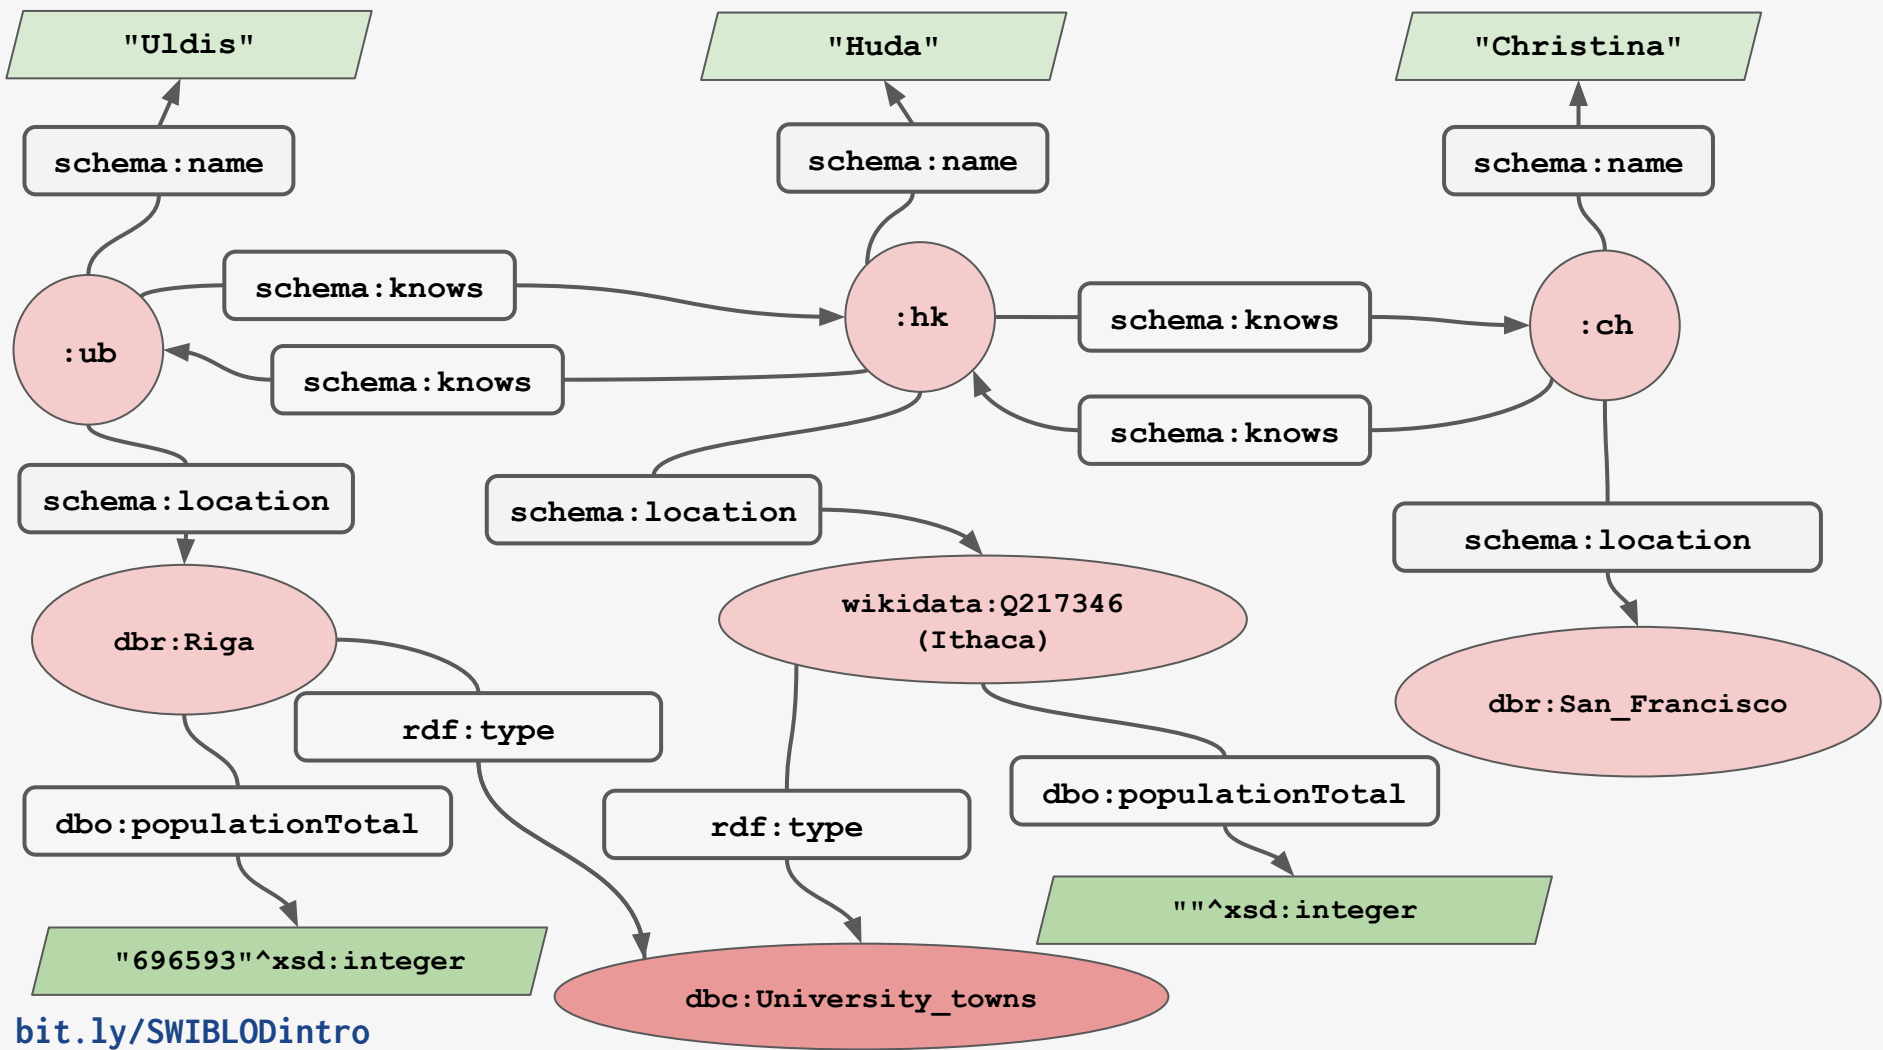 "Uldis"
"Huda"
"Christina"
schema:name
schema:name
schema:name
schema:knows
:hk
schema:knows
:ch
:ub
schema:knows
schema:knows
schema:location
schema:location
schema:location
wikidata:Q217346
(Ithaca)
dbr:Riga
dbr:San_Francisco
rdf:type
dbo:populationTotal
dbo:populationTotal
rdf:type
""^xsd:integer
"696593"^xsd:integer
dbc:University_towns
bit.ly/SWIBLODintro